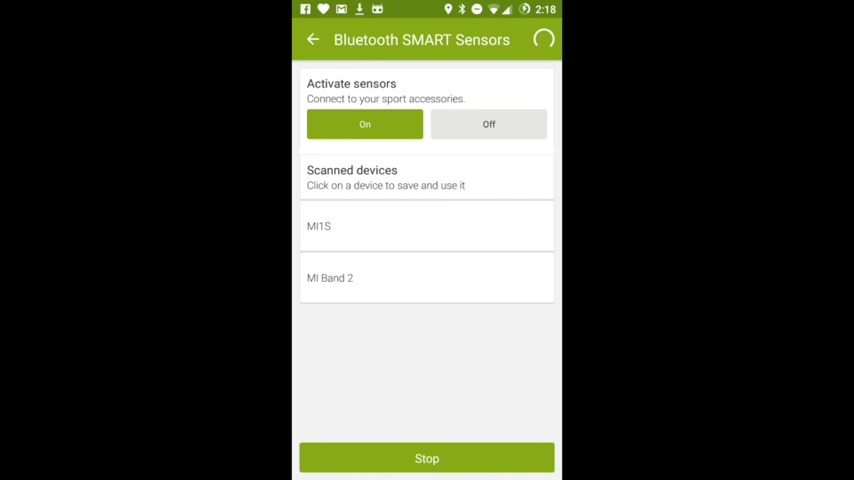 2:18
Bluetooth SMART Sensors
Activate sensors
Connect to your sport accessories.
On
Off
Scanned devices
Click on a device to save and use it
MI1S
MI Band 2
Stop